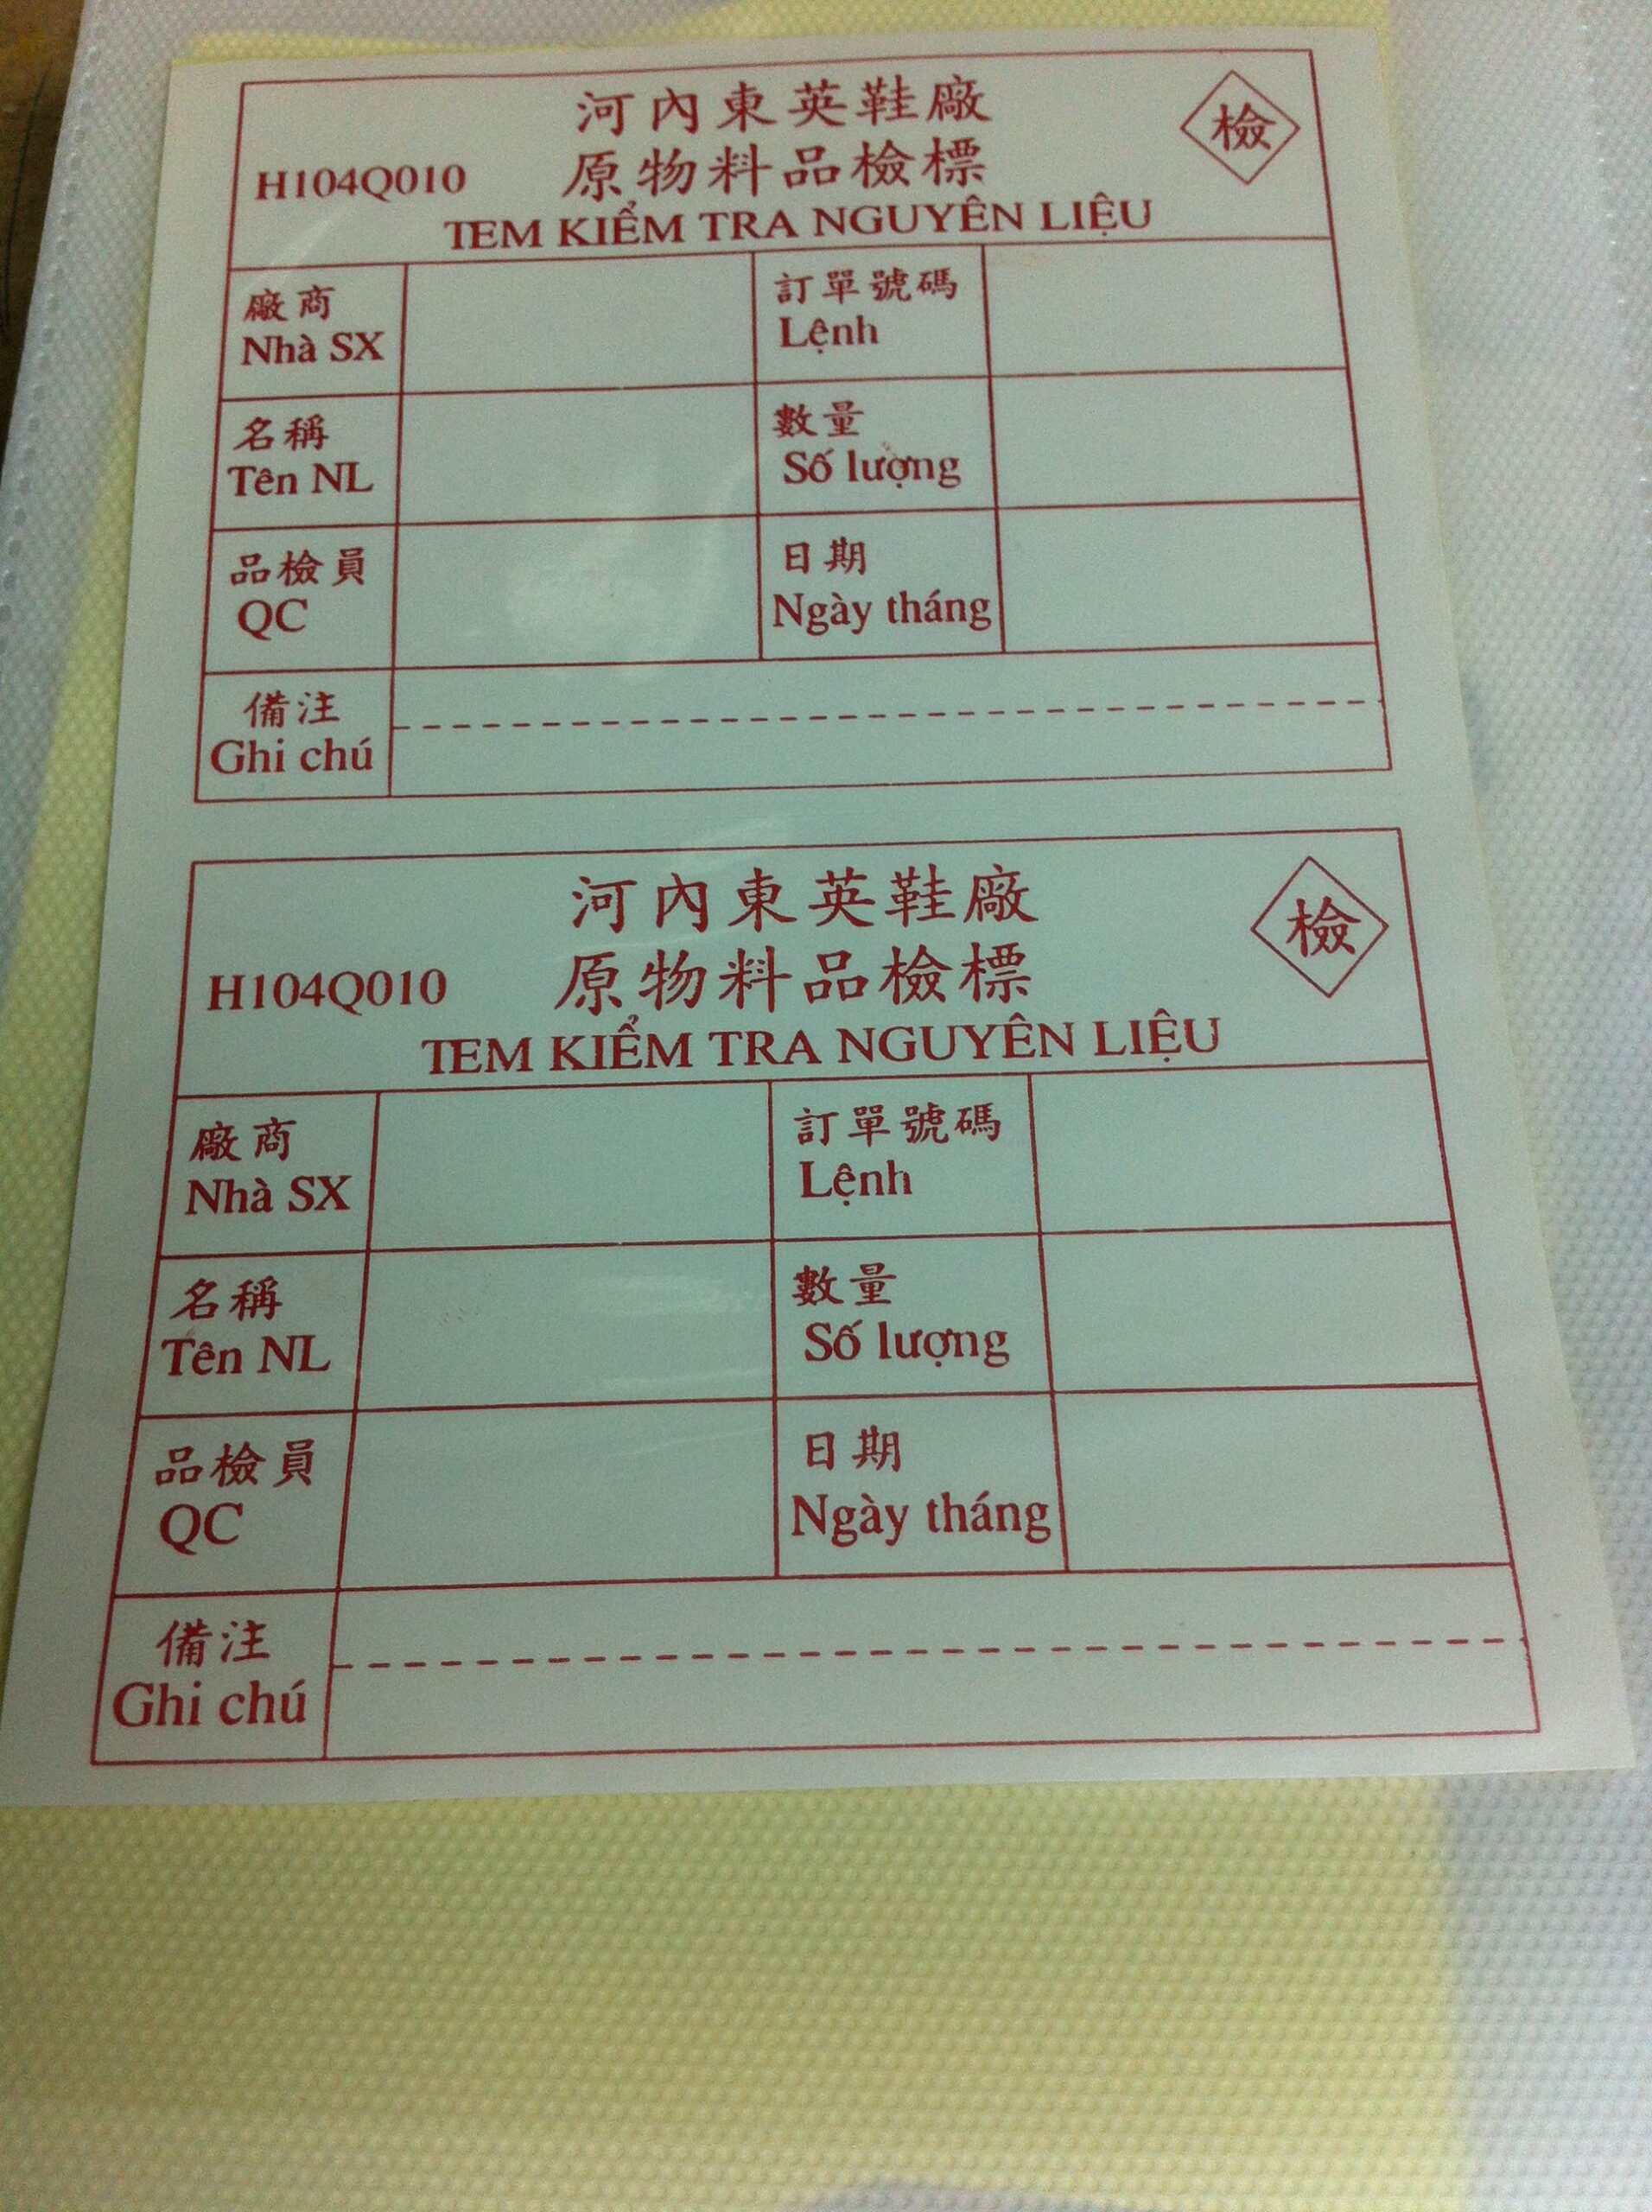 河內東英鞋廠
檢
H104Q010
原物料品檢標
TEM KIỂM TRA NGUYÊN LIỆU
廠商
Nhà SX
訂單號碼
Lệnh
名稱
Tên NL
數量
Số lượng
品檢員
QC
日期
Ngày tháng
備注
Ghi chú
河內東英鞋廠
檢
H104Q010
原物料品檢標
TEM KIỂM TRA NGUYÊN LIỆU
廠商
Nhà SX
訂單號碼
Lệnh
名稱
Tên NL
數量
Số lượng
品檢員
QC
日期
Ngày tháng
備注
Ghi chú